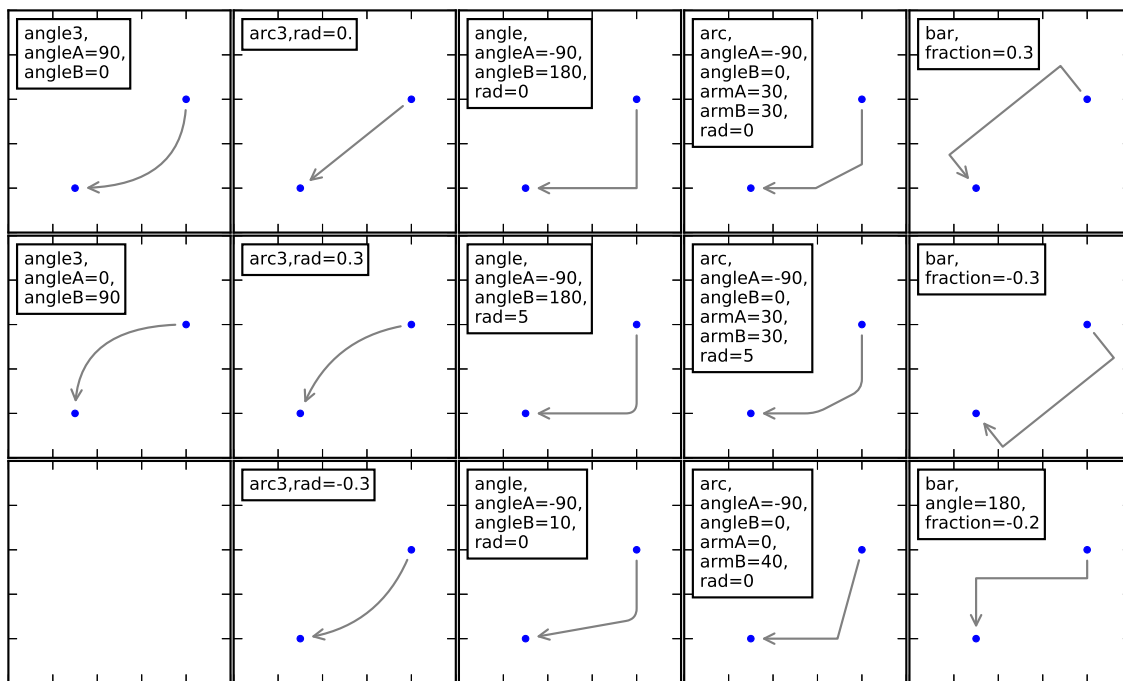 angle3,
angleA=90,
angleB=0
arc3,rad=0.
angle,
angleA=-90,
angleB=180,
rad=0
arc,
angleA=-90,
angleB=0,
armA=30,
armB=30,
rad=0
bar,
fraction=0.3
angle3,
angleA=0,
angleB=90
arc3,rad=0.3
angle,
angleA=-90,
angleB=180,
rad=5
arc,
angleA=-90,
angleB=0,
armA=30,
armB=30,
rad=5
bar,
fraction=-0.3
arc3,rad=-0.3
angle,
angleA=-90,
angleB=10,
rad=0
arc,
angleA=-90,
angleB=0,
armA=0,
armB=40,
rad=0
bar,
angle=180,
fraction=-0.2